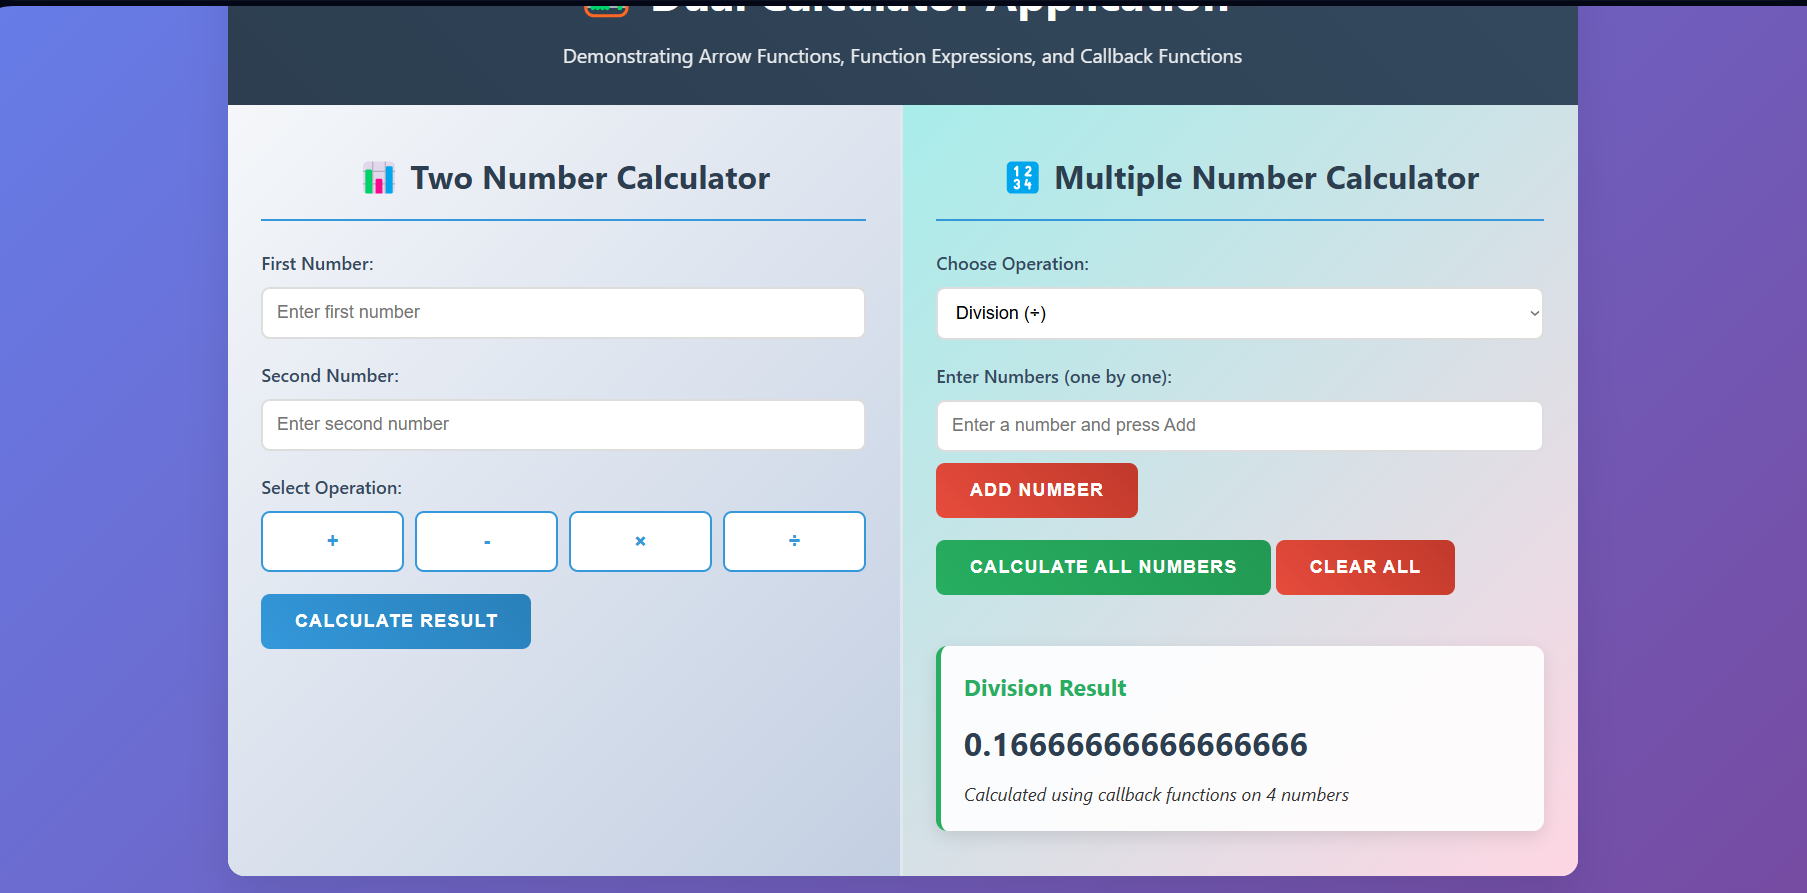 Dual Calculator Application
Demonstrating Arrow Functions, Function Expressions, and Callback Functions
Two Number Calculator
First Number:
Enter first number
Second Number:
Enter second number
Select Operation:
+ - × ÷
CALCULATE RESULT
1234 Multiple Number Calculator
Choose Operation:
Division (÷)
Enter Numbers (one by one):
Enter a number and press Add
ADD NUMBER
CALCULATE ALL NUMBERS CLEAR ALL
Division Result
0.16666666666666666
Calculated using callback functions on 4 numbers